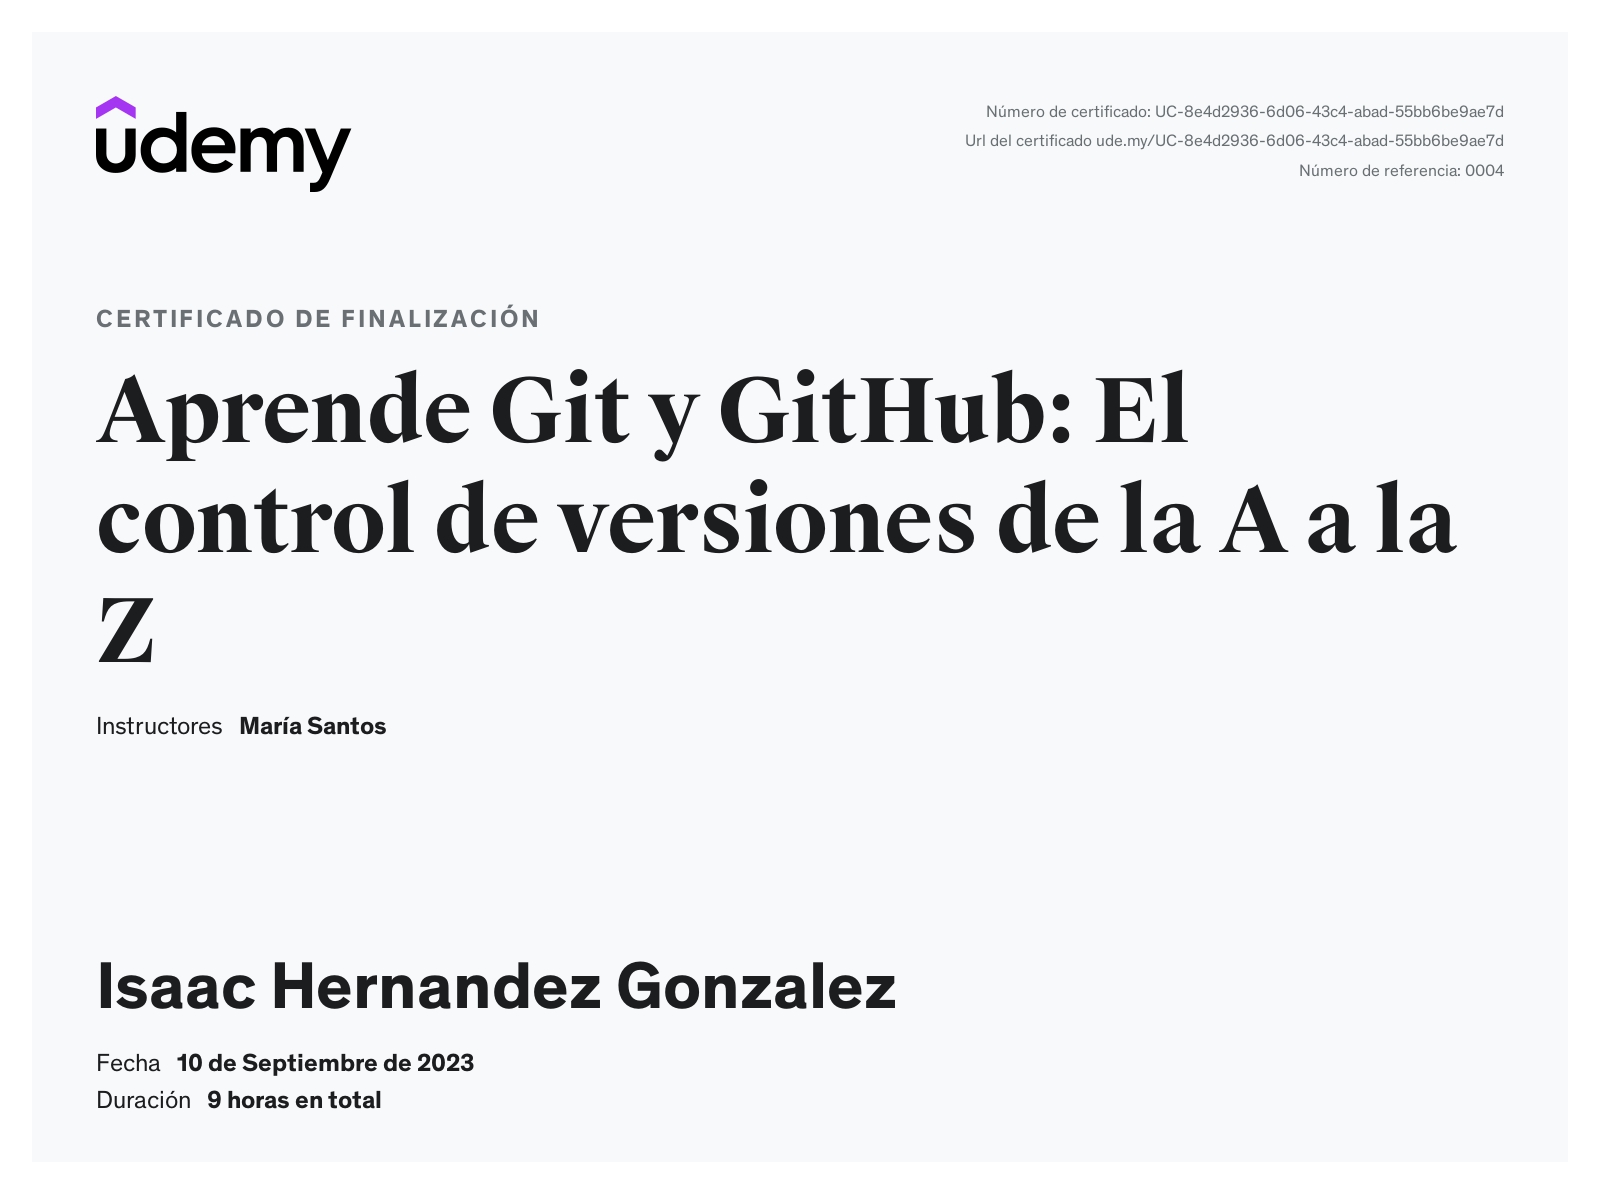 udemy
Número de certificado: UC-8e4d2936-6d06-43c4-abad-55bb6be9ae7d
Url del certificado ude.my/UC-8e4d2936-6d06-43c4-abad-55bb6be9ae7d
Número de referencia: 0004
CERTIFICADO DE FINALIZACIÓN
Aprende Git y GitHub: El
control de versiones de la A a la
Z
Instructores María Santos
Isaac Hernandez Gonzalez
Fecha 10 de Septiembre de 2023
Duración 9 horas en total